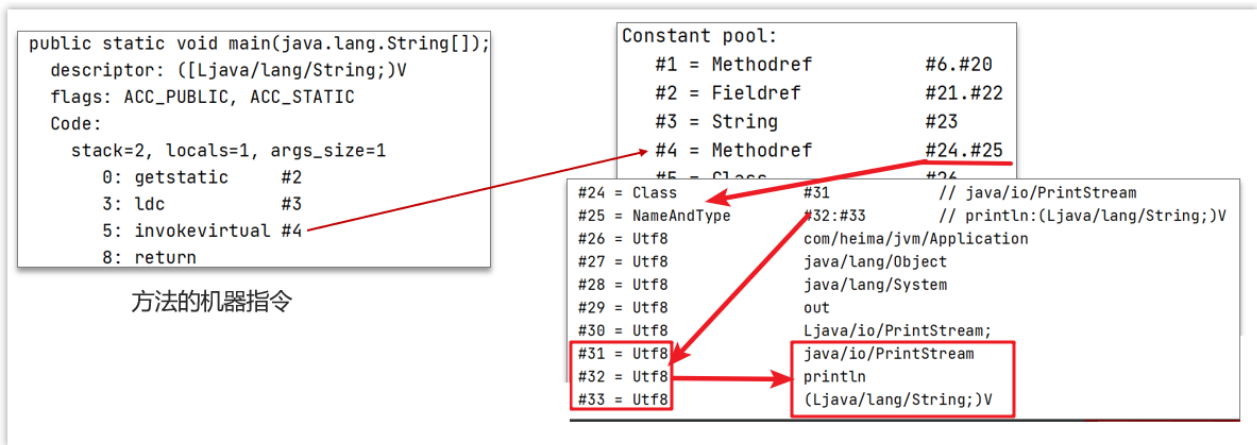 public static void main(java.lang.String[]);
descriptor: ([Ljava/lang/String;)V
flags: ACC_PUBLIC, ACC_STATIC
Code:
stack=2, locals=1, args_size=1
0: getstatic #2
3: ldc #3
5: invokevirtual #4
8: return
方法的机器指令
Constant pool:
#1 = Methodref #6.#20
#2 = Fieldref #21.#22
#3 = String #23
#4 = Methodref #24.#25
#5 = Class #26
#24 = Class #31 // java/io/PrintStream
#25 = NameAndType #32:#33 // println:(Ljava/lang/String;)V
#26 = Utf8 com/heima/jvm/Application
#27 = Utf8 java/lang/Object
#28 = Utf8 java/lang/System
#29 = Utf8 out
#30 = Utf8 Ljava/io/PrintStream;
#31 = Utf8 java/io/PrintStream
#32 = Utf8 println
#33 = Utf8 (Ljava/lang/String;)V